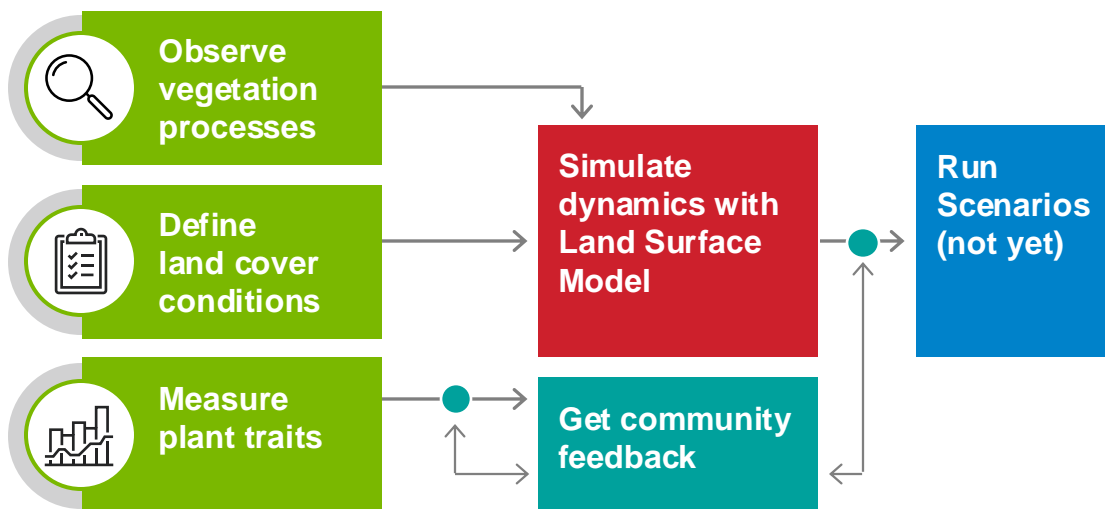 Observe
vegetation
processes
Define
land cover
conditions
Measure
plant traits
Simulate
dynamics with
Land Surface
Model
Get community
feedback
Run
Scenarios
(not yet)